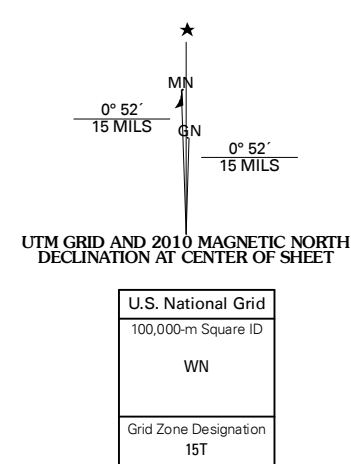 MN
0° 52´
15 MILS
GN
0° 52´
15 MILS
UTM GRID AND 2010 MAGNETIC NORTH
DECLINATION AT CENTER OF SHEET
U.S. National Grid
100,000-m Square ID
WN
Grid Zone Designation
15T